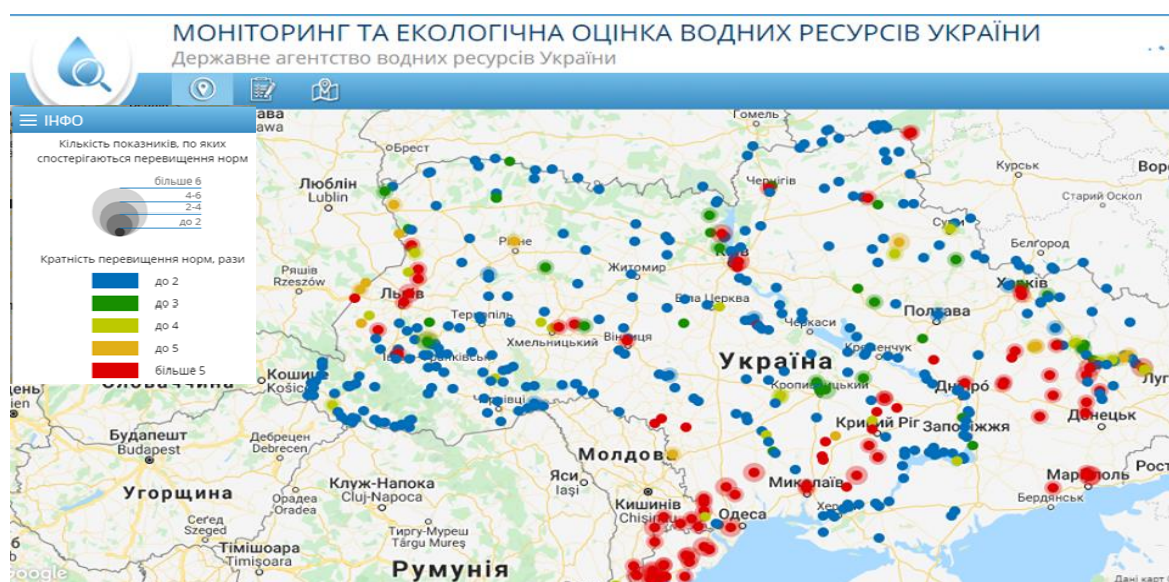 МОНІТОРИНГ ТА ЕКОЛОГІЧНА ОЦІНКА ВОДНИХ РЕСУРСІВ УКРАЇНИ
Державне агентство водних ресурсів України
ІНФО
Кількість показників, по яких
спостерігаються перевищення норм
більше 6
4-6
2-4
до 2
Кратність перевищення норм, рази
до 2
до 3
до 4
до 5
більше 5
Гомель
Брест
Курськ
Люблін
Lublin
Чернігів
Старий Оскол
Суми
Рівне
Київ
Бєлгород
Житомир
Ряшів
Rzeszów
Львів
Харків
Біла Церква
Тернопіль
Полтава
Черкаси
Хмельницький
Вінниця
Кременчук
Україна
Кошице
Košice
Дніпро
Кропивницький
Чернівці
Донецьк
Кривий Ріг
Запоріжжя
Будапешт
Budapest
Дебрецен
Debrecen
Молдова
Клуж-Напока
Cluj-Napoca
Ясси
Iași
Миколаїв
Маріуполь
Бердянськ
Угорщина
Орадеа
Oradea
Кишинів
Одеса
Сегед
Szeged
Тиргу-Муреш
Târgu Mureș
Тімішоара
Timișoara
Румунія